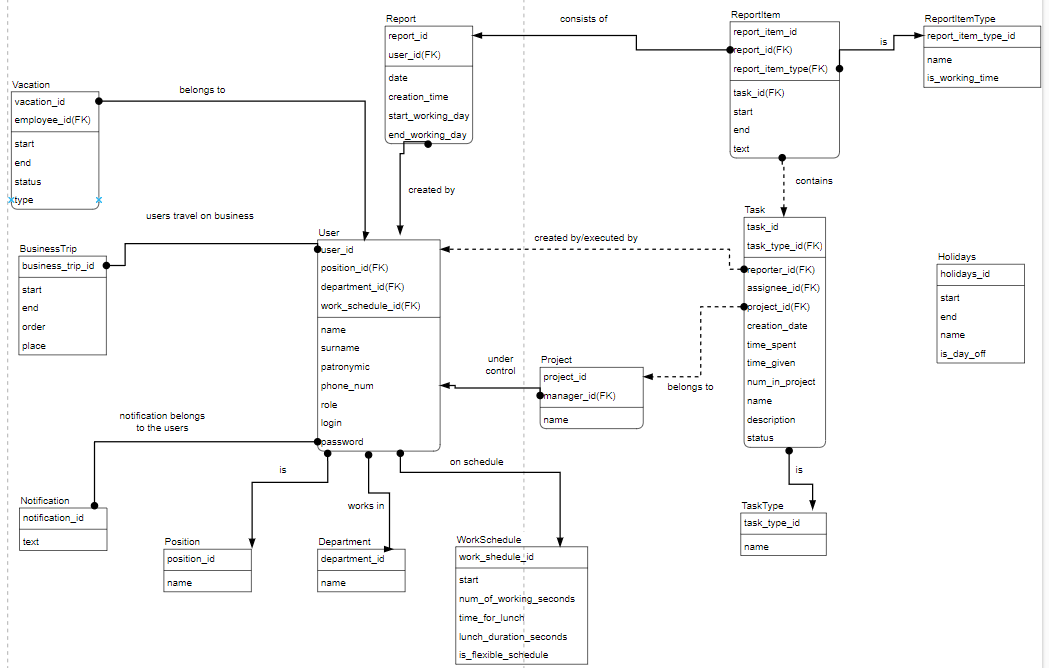 Report
report_id
user_id(FK)
date
creation_time
start_working_day
end_working_day
consists of
ReportItem
report_item_id
report_id(FK)
report_item_type(FK)
task_id(FK)
start
end
text
is
ReportItemType
report_item_type_id
name
is_working_time
Vacation
vacation_id
employee_id(FK)
start
end
status
type
belongs to
created by
contains
users travel on business
BusinessTrip
business_trip_id
start
end
order
place
User
user_id
position_id(FK)
department_id(FK)
work_schedule_id(FK)
name
surname
patronymic
phone_num
role
login
password
created by/executed by
Task
task_id
task_type_id(FK)
reporter_id(FK)
assignee_id(FK)
project_id(FK)
creation_date
time_spent
time_given
num_in_project
name
description
status
Holidays
holidays_id
start
end
name
is_day_off
under
control
Project
project_id
manager_id(FK)
name
belongs to
notification belongs
to the users
is
works in
on schedule
is
Notification
notification_id
text
Position
position_id
name
Department
department_id
name
WorkSchedule
work_shedule_id
start
num_of_working_seconds
time_for_lunch
lunch_duration_seconds
is_flexible_schedule
TaskType
task_type_id
name